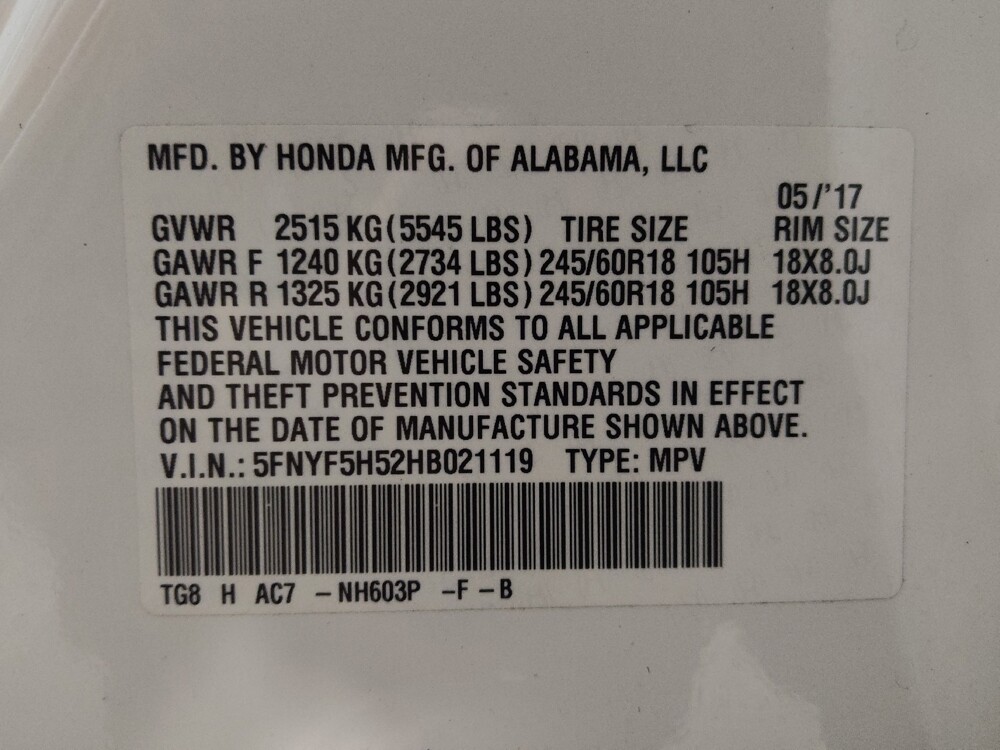 MFD. BY HONDA MFG. OF ALABAMA, LLC
05/'17
GVWR 2515 KG (5545 LBS) TIRE SIZE RIM SIZE
GAWR F 1240 KG (2734 LBS) 245/60R18 105H 18X8.0J
GAWR R 1325 KG (2921 LBS) 245/60R18 105H 18X8.0J
THIS VEHICLE CONFORMS TO ALL APPLICABLE
FEDERAL MOTOR VEHICLE SAFETY
AND THEFT PREVENTION STANDARDS IN EFFECT
ON THE DATE OF MANUFACTURE SHOWN ABOVE.
V.I.N.: 5FNYF5H52HB021119 TYPE: MPV
TG8 H AC7 – NH603P –F – B